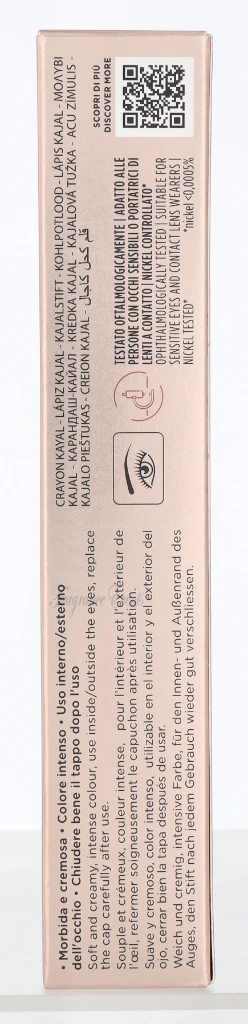 • Morbida e cremosa • Colore intenso • Uso interno/esterno
dell'occhio • Chiudere bene il tappo dopo l'uso
Soft and creamy, intense colour, use inside/outside the eyes, replace
the cap carefully after use.
Souple et crémeux, couleur intense, pour l'intérieur et l'extérieur de
l'œil, refermer soigneusement le capuchon après utilisation.
Suave y cremoso, color intenso, utilizable en el interior y el exterior del
ojo, cerrar bien la tapa después de usar.
Weich und cremig, intensive Farbe, für den Innen- und Außenrand des
Auges, den Stift nach jedem Gebrauch wieder gut verschliessen.
CRAYON KAYAL - LÁPIZ KAJAL - KAJALSTIFT - KOHLPOTLOOD - LÁPIS KAJAL - ΜΟΛΥΒΙ
KAJAL - КАРАНДАШ-КАЙАЛ - KREDKA KAJAL - KAJALOVÁ TUŽKA - ACU ZĪMULIS -
KAJALO PIEŠTUKAS - CREION KAJAL - قلم كحل كاجال
TESTATO OFTALMOLOGICAMENTE | ADATTO ALLE
PERSONE CON OCCHI SENSIBILI O PORTATRICI DI
LENTI A CONTATTO | NICKEL CONTROLLATO*
OPHTHALMOLOGICALLY TESTED | SUITABLE FOR
SENSITIVE EYES AND CONTACT LENS WEARERS |
NICKEL TESTED*
*nickel <0,0005%
SCOPRI DI PIÙ
DISCOVER MORE